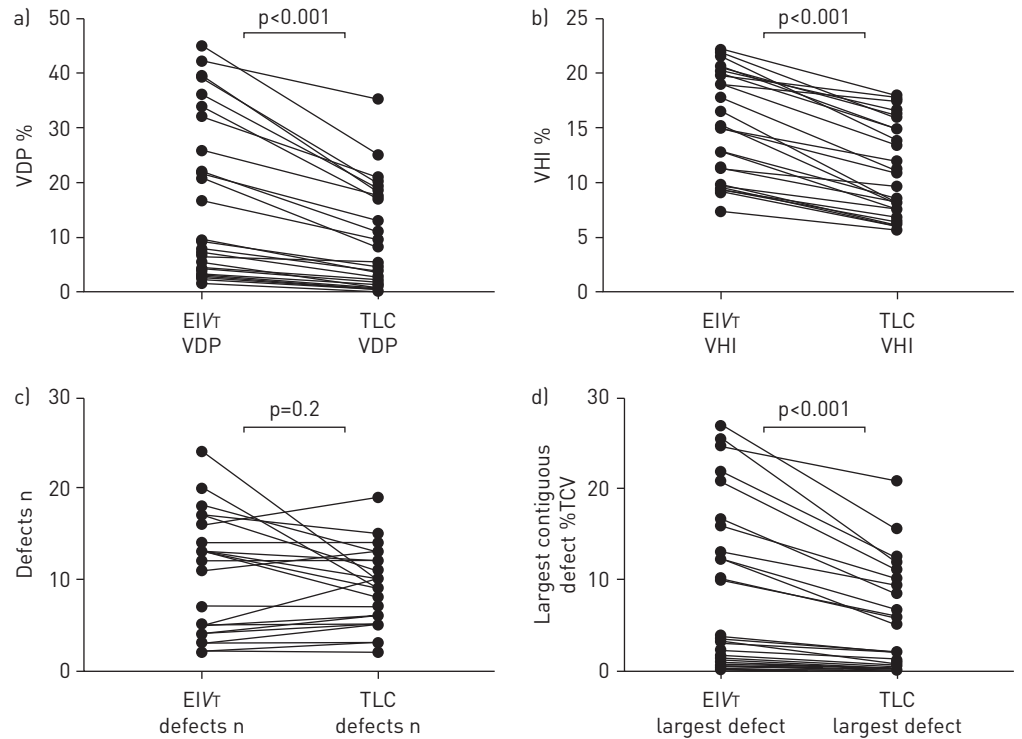 a)
50
40
30
20
10
0
VDP %
p<0.001
EIVT
VDP
TLC
VDP
b)
25
20
15
10
5
0
VHI %
p<0.001
EIVT
VHI
TLC
VHI
c)
30
20
10
0
Defects n
p=0.2
EIVT
defects n
TLC
defects n
d)
30
20
10
0
Largest contiguous
defect %TCV
p<0.001
EIVT
largest defect
TLC
largest defect